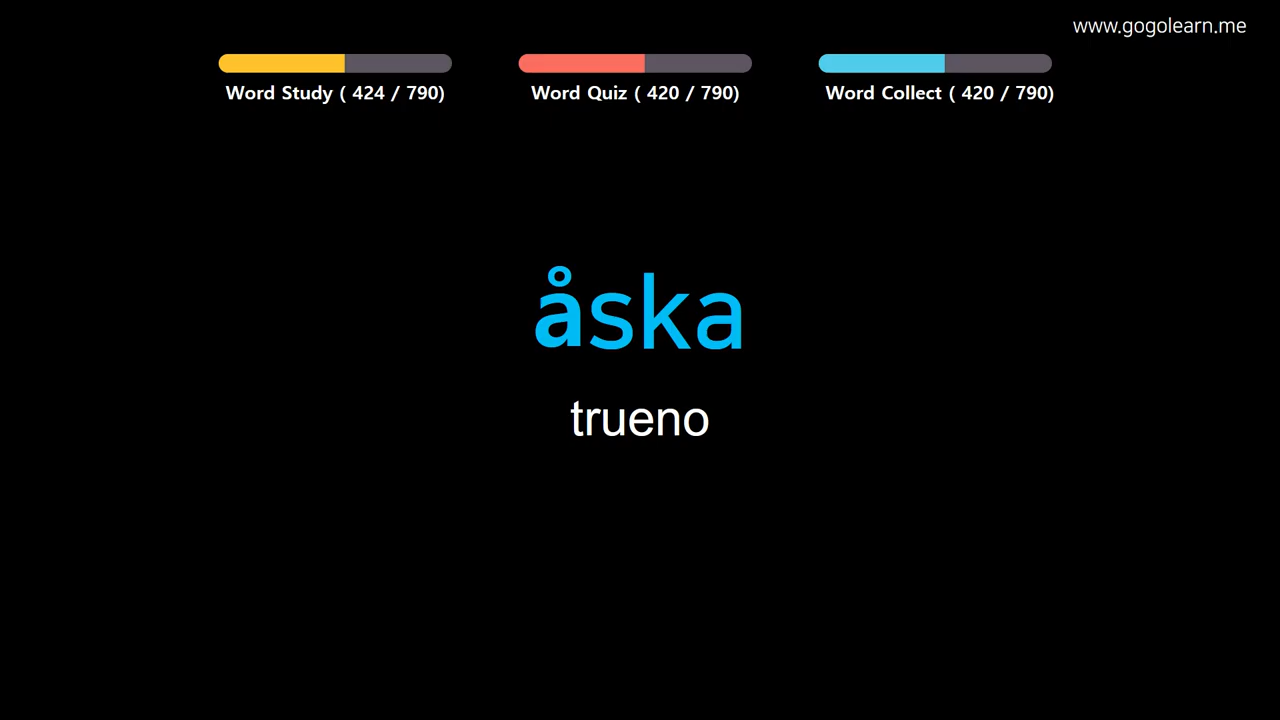 www.gogolearn.me
Word Study ( 424 / 790)
Word Quiz ( 420 / 790)
Word Collect ( 420 / 790)
åska
trueno